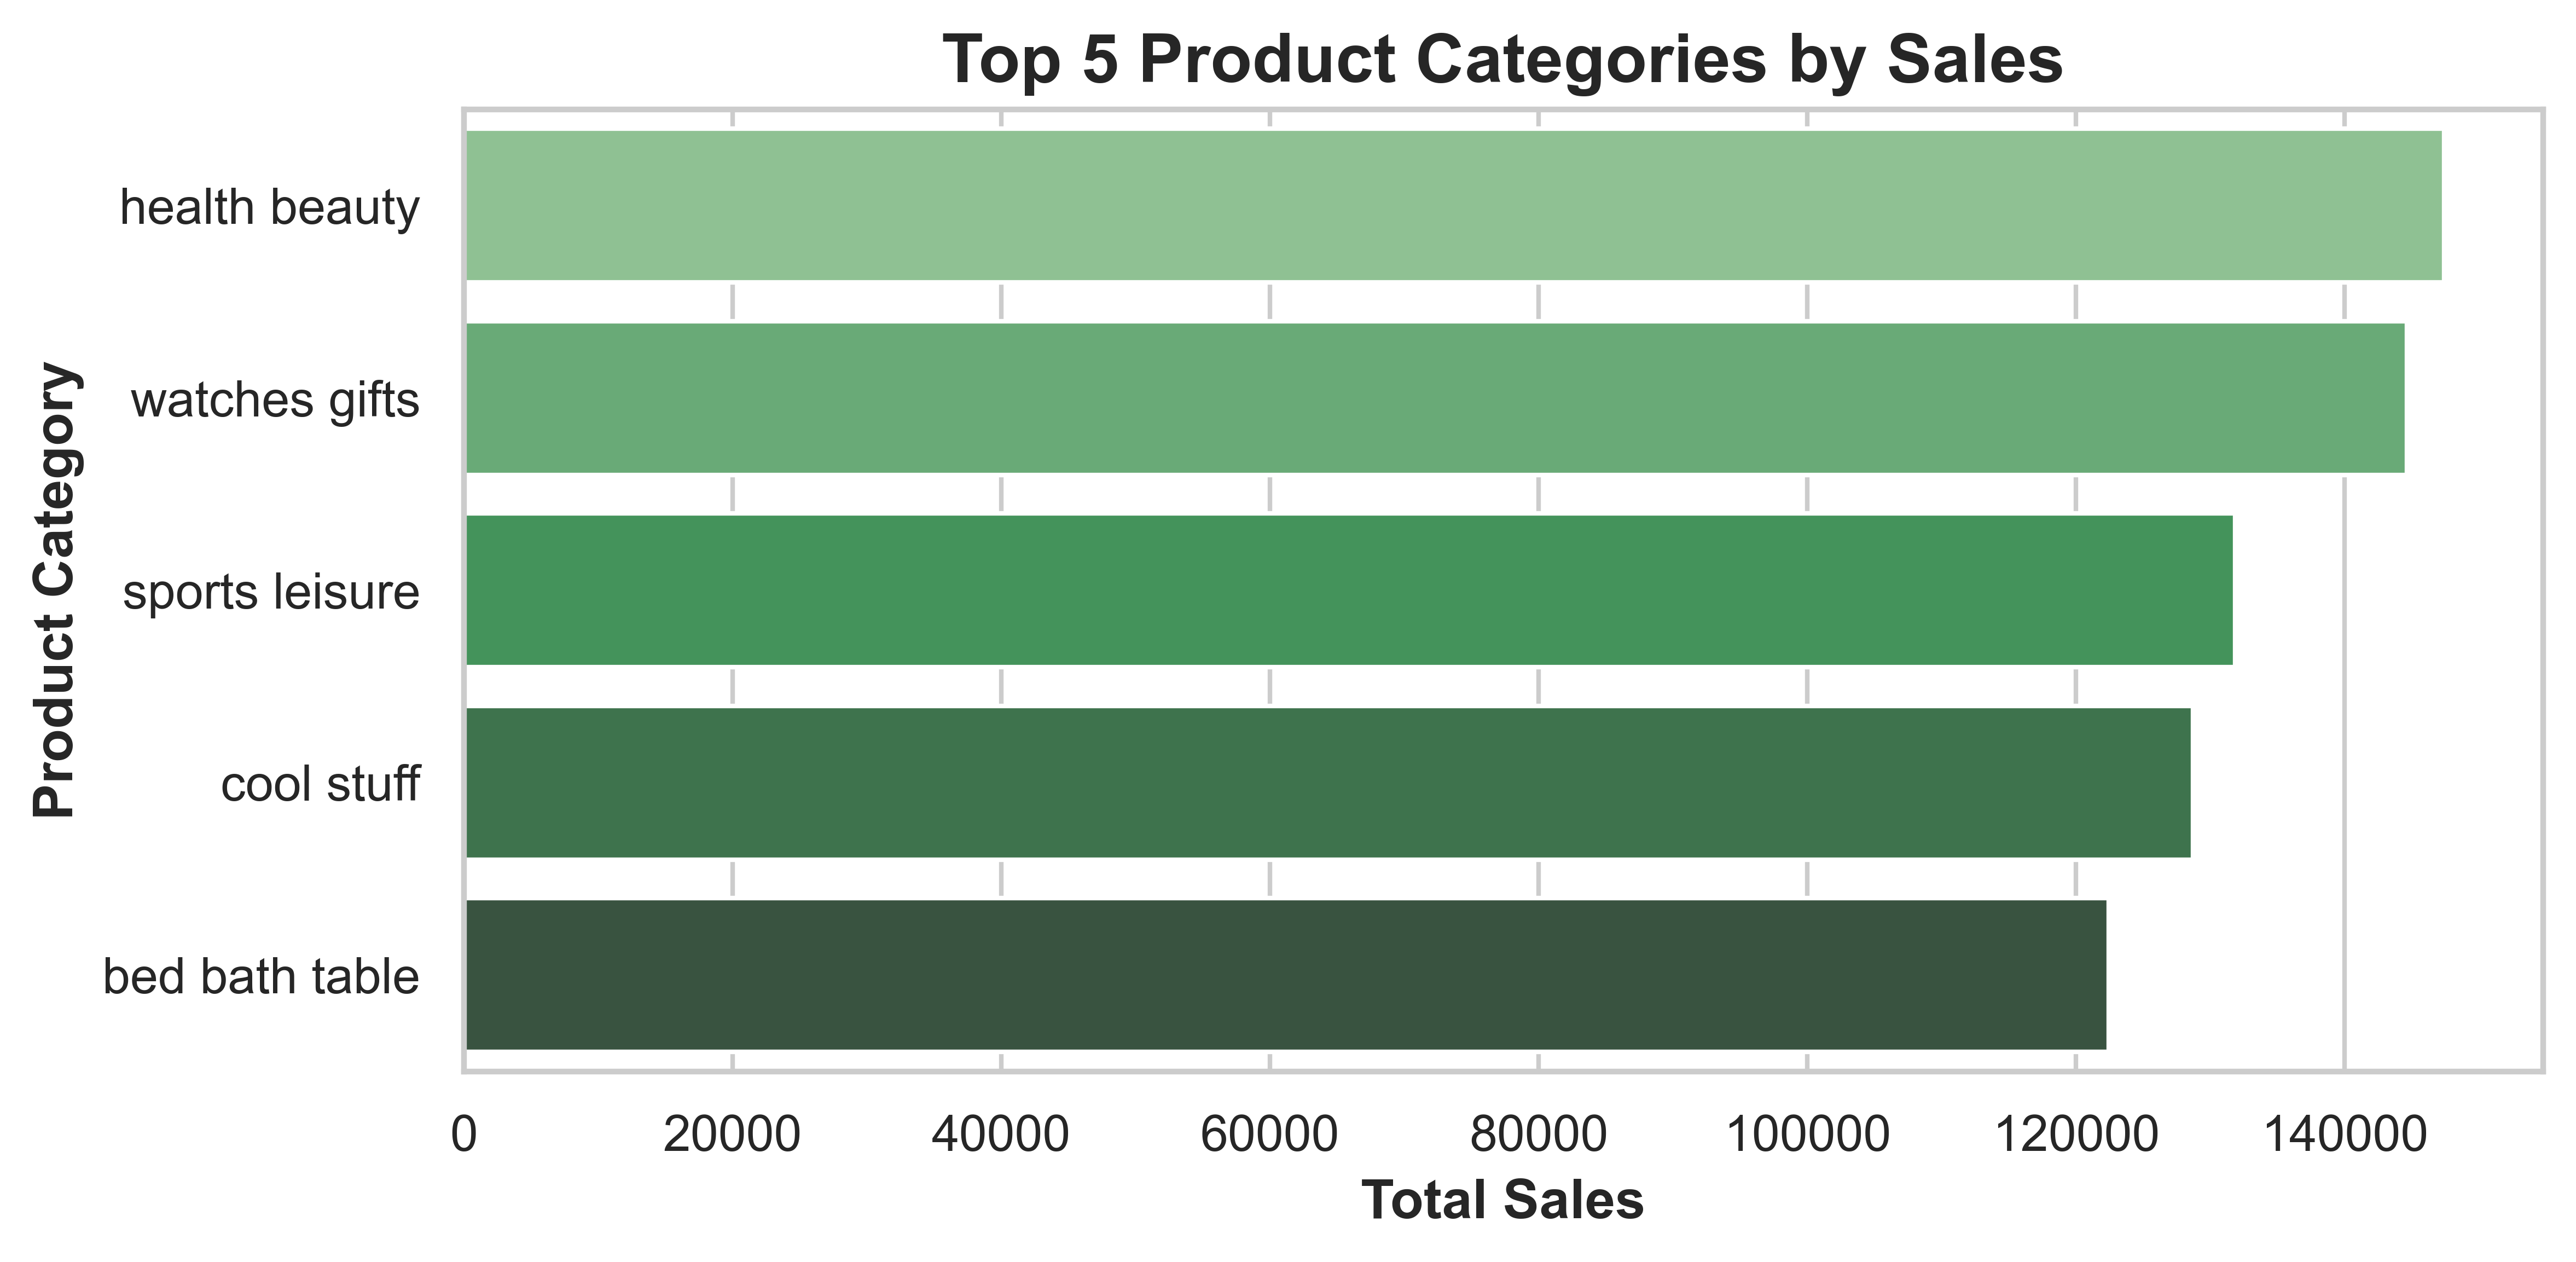 Top 5 Product Categories by Sales
Product Category
health beauty
watches gifts
sports leisure
cool stuff
bed bath table
0 20000 40000 60000 80000 100000 120000 140000
Total Sales